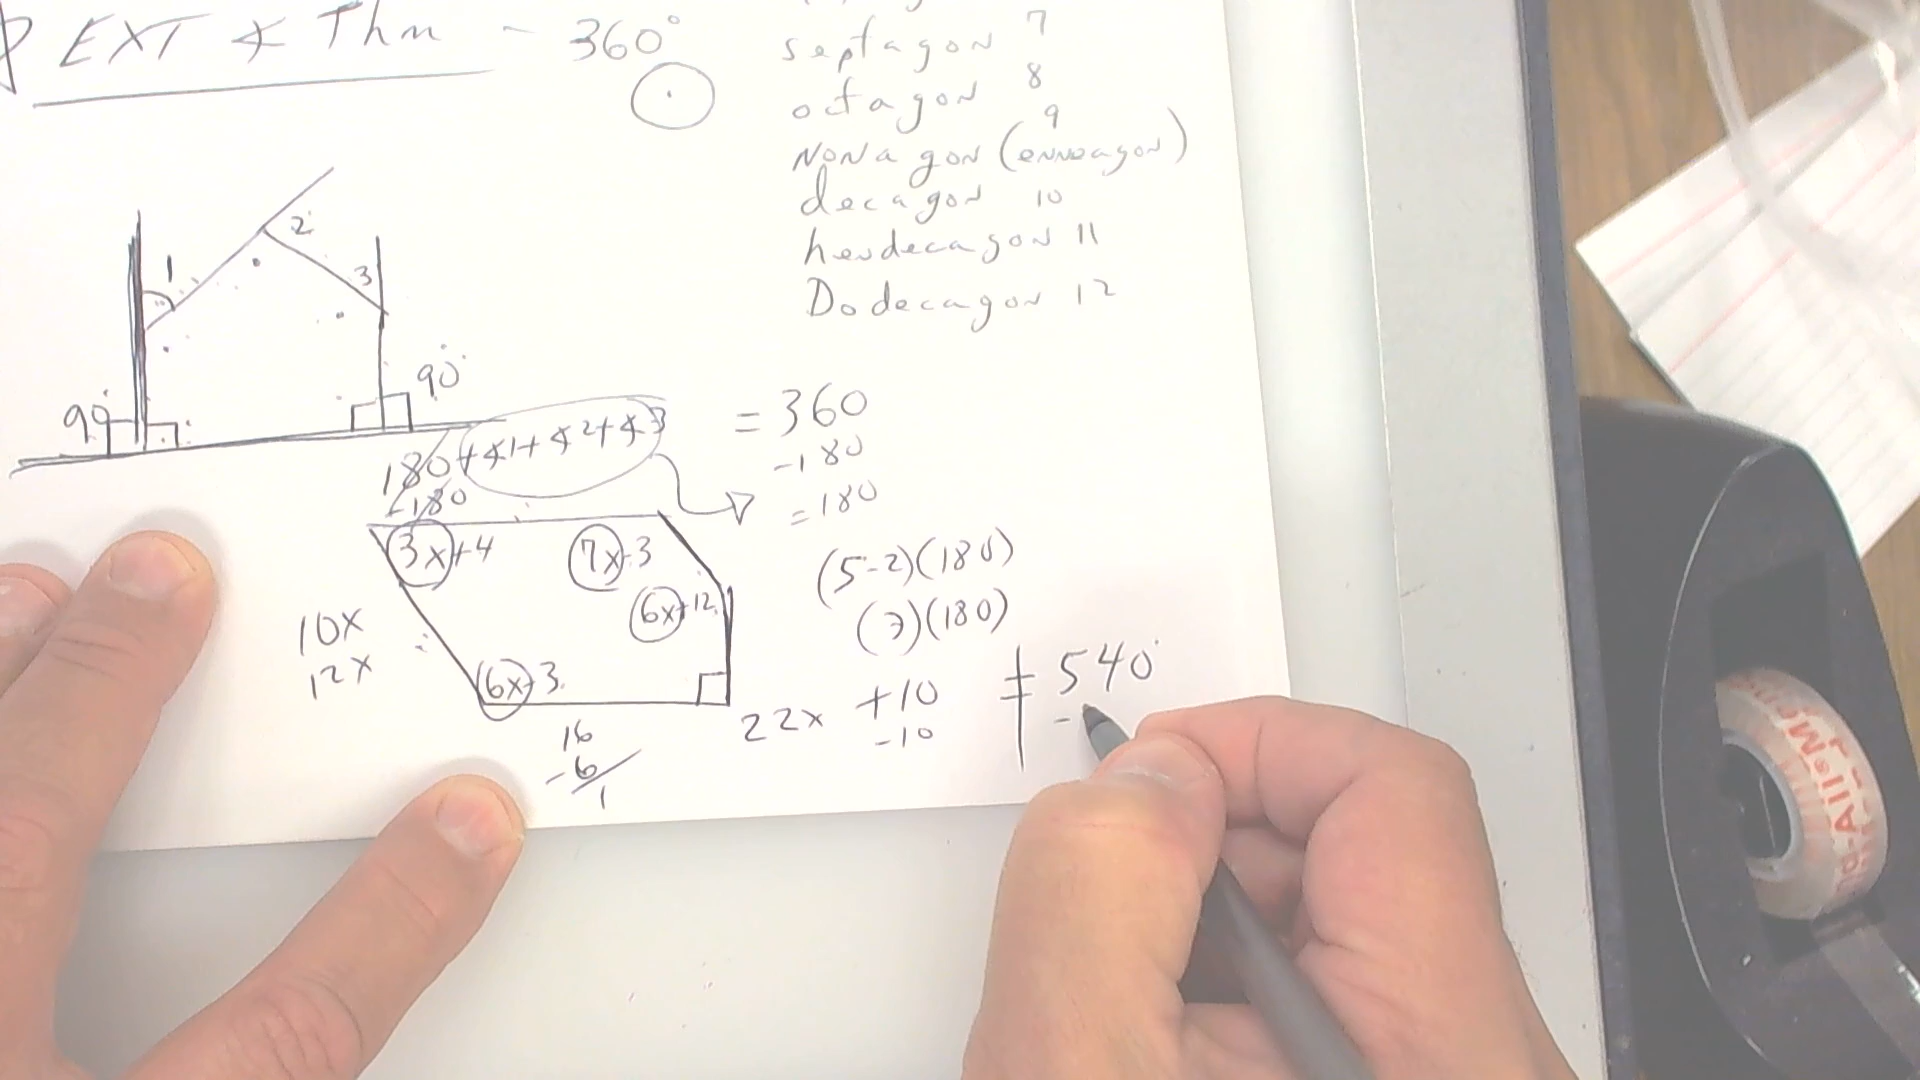 EXT ∡ Thm - 360°
septagon 7
octagon 8
9
Nonagon (enneagon)
decagon 10
hendecagon 11
Dodecagon 12
1
2
3
90°
90°
180+∡1+∡2+∡3 = 360
-180 -180
= 180
3x+4 7x-3
6x+12
6x-3
10x
12x
16
-6
1
(5-2)(180)
(3)(180)
22x +10 = 540°
-10 -